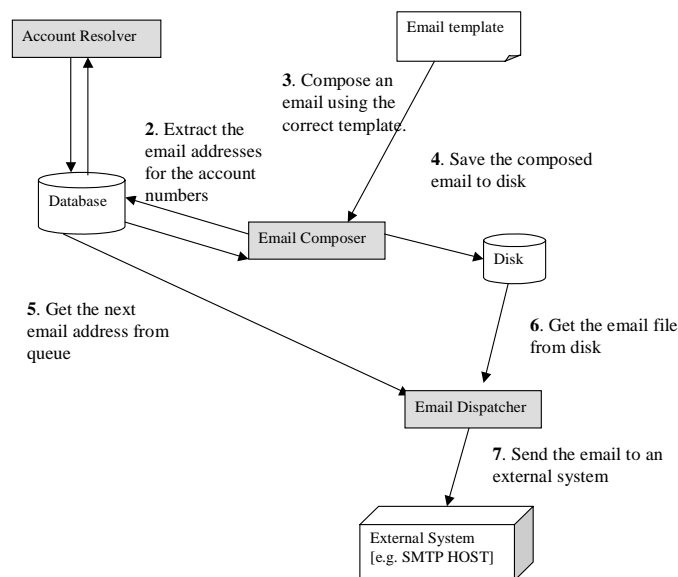 Account Resolver
Email template
3. Compose an
email using the
correct template.
2. Extract the
email addresses
for the account
numbers
4. Save the composed
email to disk
Database
Email Composer
Disk
5. Get the next
email address from
queue
6. Get the email file
from disk
Email Dispatcher
7. Send the email to an
external system
External System
[e.g. SMTP HOST]